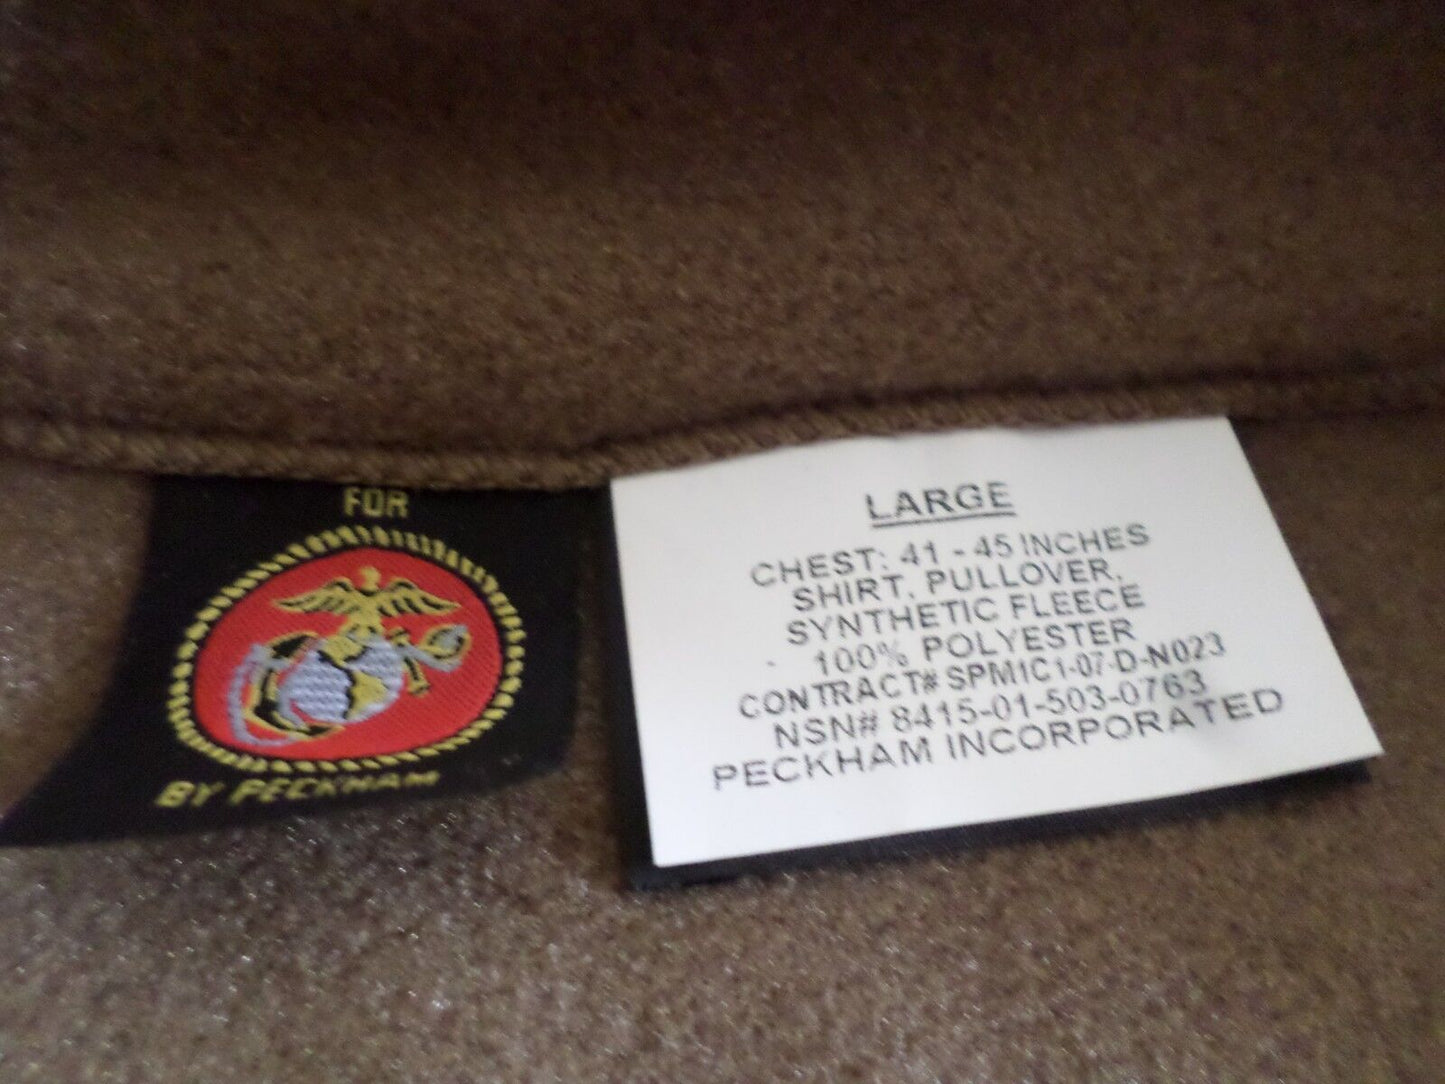 FOR
BY PECKHAM
LARGE
CHEST: 41 - 45 INCHES
SHIRT, PULLOVER,
SYNTHETIC FLEECE
100% POLYESTER
CONTRACT# SPM1C1-07-D-N023
NSN# 8415-01-503-0763
PECKHAM INCORPORATED